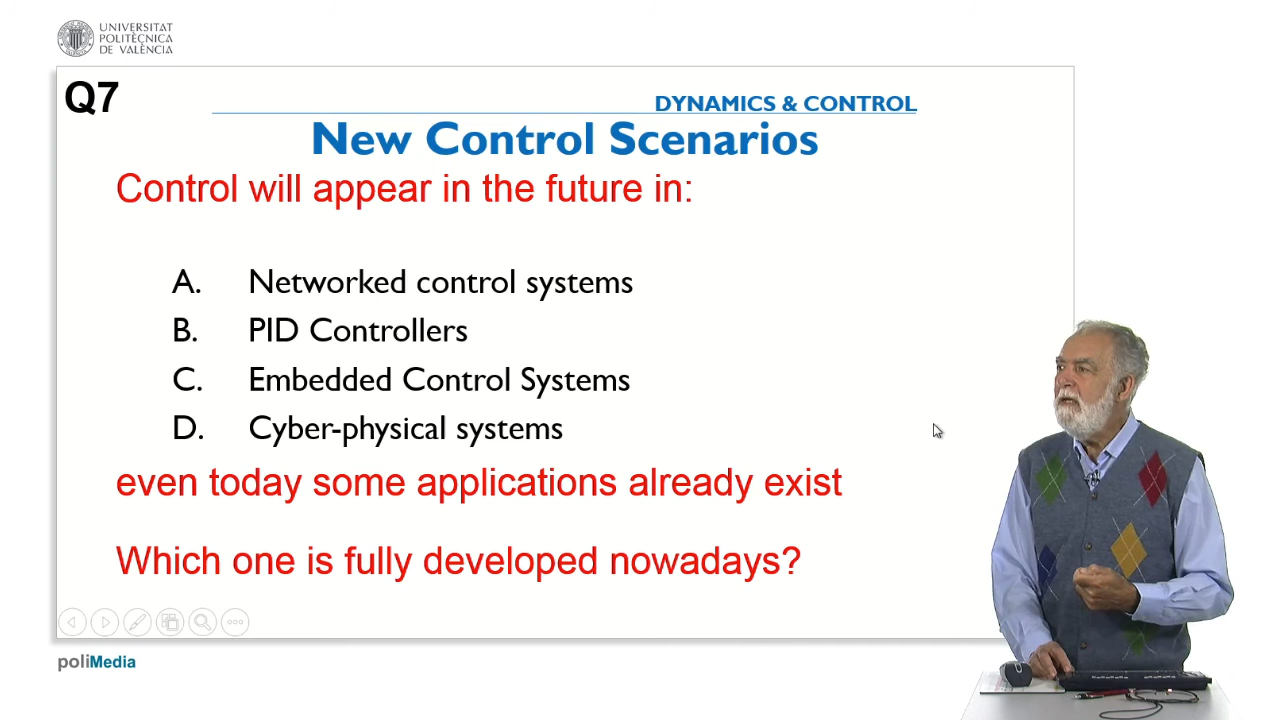 UNIVERSITAT
POLITÈCNICA
DE VALÈNCIA
Q7
DYNAMICS & CONTROL
New Control Scenarios
Control will appear in the future in:
A. Networked control systems
B. PID Controllers
C. Embedded Control Systems
D. Cyber-physical systems
even today some applications already exist
Which one is fully developed nowadays?
poliMedia